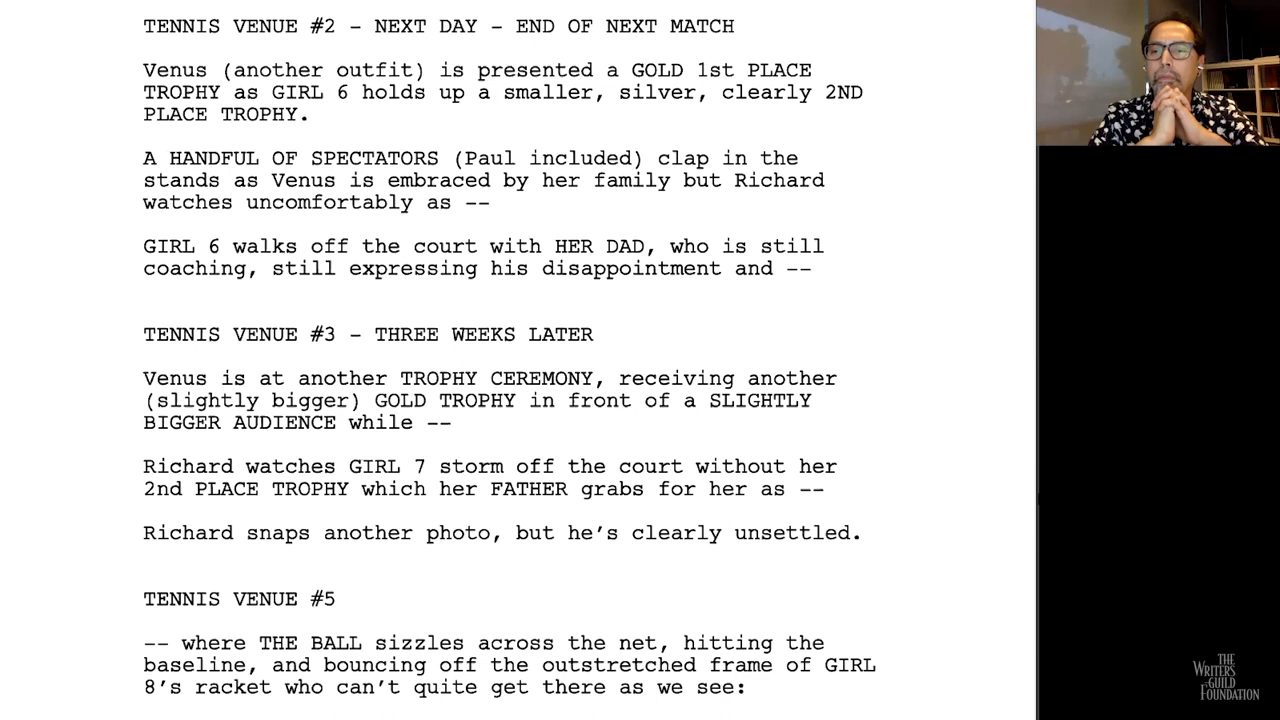 TENNIS VENUE #2 - NEXT DAY - END OF NEXT MATCH
Venus (another outfit) is presented a GOLD 1st PLACE
TROPHY as GIRL 6 holds up a smaller, silver, clearly 2ND
PLACE TROPHY.
A HANDFUL OF SPECTATORS (Paul included) clap in the
stands as Venus is embraced by her family but Richard
watches uncomfortably as --
GIRL 6 walks off the court with HER DAD, who is still
coaching, still expressing his disappointment and --
TENNIS VENUE #3 - THREE WEEKS LATER
Venus is at another TROPHY CEREMONY, receiving another
(slightly bigger) GOLD TROPHY in front of a SLIGHTLY
BIGGER AUDIENCE while --
Richard watches GIRL 7 storm off the court without her
2nd PLACE TROPHY which her FATHER grabs for her as --
Richard snaps another photo, but he's clearly unsettled.
TENNIS VENUE #5
-- where THE BALL sizzles across the net, hitting the
baseline, and bouncing off the outstretched frame of GIRL
8's racket who can't quite get there as we see:
THE
WRITERS
GUILD
FOUNDATION